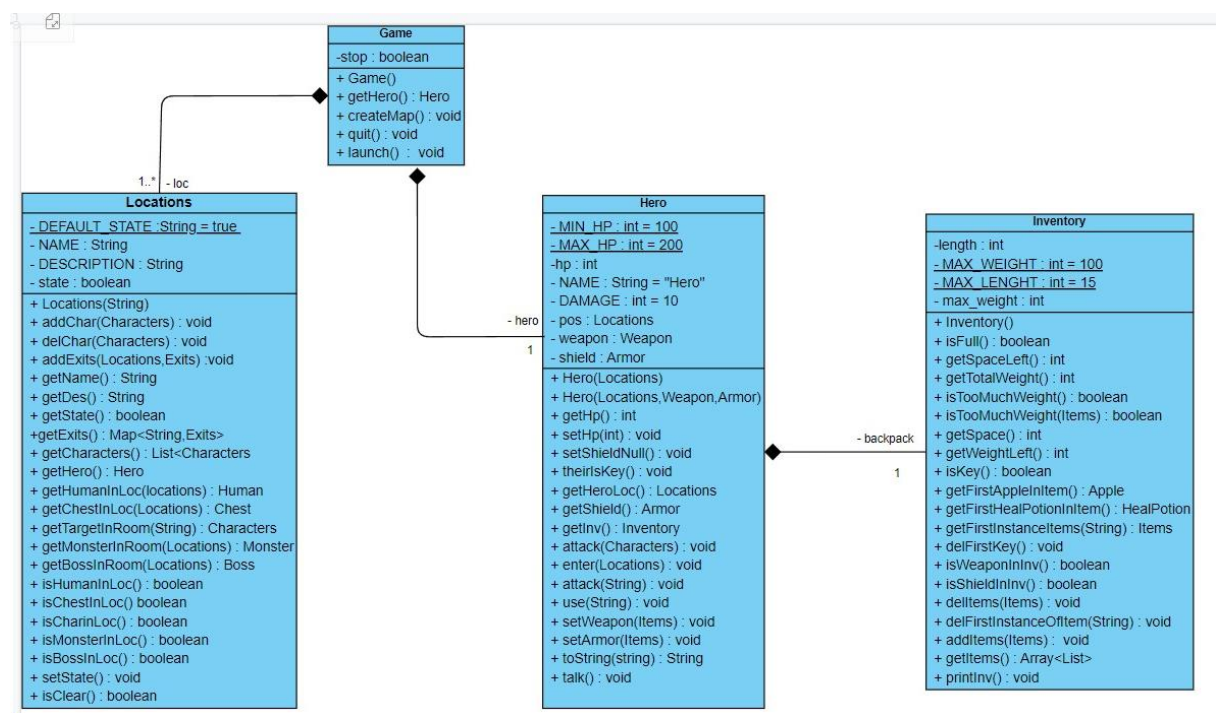 Game
-stop : boolean
+ Game()
+ getHero() : Hero
+ createMap() : void
+ quit() : void
+ launch() : void
1..* - loc
Locations
- DEFAULT_STATE :String = true
- NAME : String
- DESCRIPTION : String
- state : boolean
+ Locations(String)
+ addChar(Characters) : void
+ delChar(Characters) : void
+ addExits(Locations,Exits) :void
+ getName() : String
+ getDes() : String
+ getState() : boolean
+getExits() : Map<String,Exits>
+ getCharacters() : List<Characters
+ getHero() : Hero
+ getHumanInLoc(locations) : Human
+ getChestInLoc(Locations) : Chest
+ getTargetInRoom(String) : Characters
+ getMonsterInRoom(Locations) : Monster
+ getBossInRoom(Locations) : Boss
+ isHumanInLoc() : boolean
+ isChestInLoc() boolean
+ isCharinLoc() : boolean
+ isMonsterInLoc() : boolean
+ isBossInLoc() : boolean
+ setState() : void
+ isClear() : boolean
- hero
1
Hero
- MIN_HP : int = 100
- MAX_HP : int = 200
-hp : int
- NAME : String = "Hero"
- DAMAGE : int = 10
- pos : Locations
- weapon : Weapon
- shield : Armor
+ Hero(Locations)
+ Hero(Locations,Weapon,Armor)
+ getHp() : int
+ setHp(int) : void
+ setShieldNull() : void
+ theirIsKey() : void
+ getHeroLoc() : Locations
+ getShield() : Armor
+ getInv() : Inventory
+ attack(Characters) : void
+ enter(Locations) : void
+ attack(String) : void
+ use(String) : void
+ setWeapon(Items) : void
+ setArmor(Items) : void
+ toString(string) : String
+ talk() : void
- backpack
1
Inventory
-length : int
- MAX_WEIGHT : int = 100
- MAX_LENGHT : int = 15
- max_weight : int
+ Inventory()
+ isFull() : boolean
+ getSpaceLeft() : int
+ getTotalWeight() : int
+ isTooMuchWeight() : boolean
+ isTooMuchWeight(Items) : boolean
+ getSpace() : int
+ getWeightLeft() : int
+ isKey() : boolean
+ getFirstAppleInItem() : Apple
+ getFirstHealPotionInItem() : HealPotion
+ getFirstInstanceItems(String) : Items
+ delFirstKey() : void
+ isWeaponInInv() : boolean
+ isShieldInInv() : boolean
+ delItems(Items) : void
+ delFirstInstanceOfItem(String) : void
+ addItems(Items) : void
+ getItems() : Array<List>
+ printInv() : void